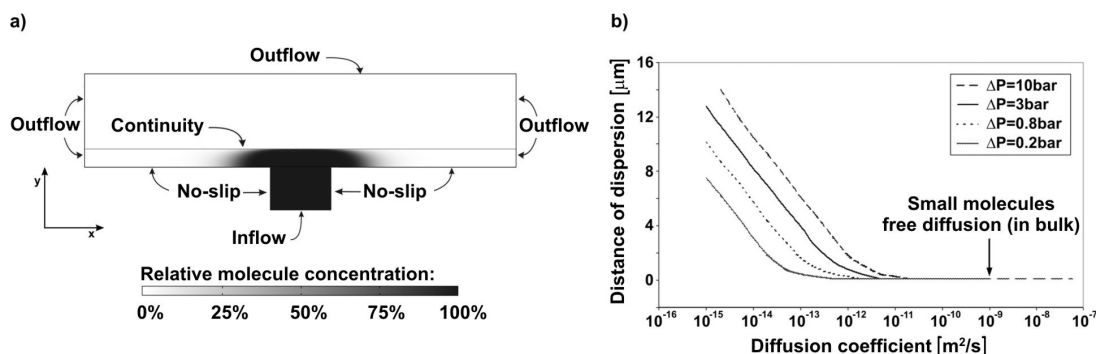 a)
Outflow
Outflow
Continuity
Outflow
y
x
No-slip
No-slip
Inflow
Relative molecule concentration:
0% 25% 50% 75% 100%
b)
Distance of dispersion [μm]
16
12
8
4
0
ΔP=10bar
ΔP=3bar
ΔP=0.8bar
ΔP=0.2bar
Small molecules
free diffusion (in bulk)
10⁻¹⁶ 10⁻¹⁵ 10⁻¹⁴ 10⁻¹³ 10⁻¹² 10⁻¹¹ 10⁻¹⁰ 10⁻⁹ 10⁻⁸ 10⁻⁷
Diffusion coefficient [m²/s]